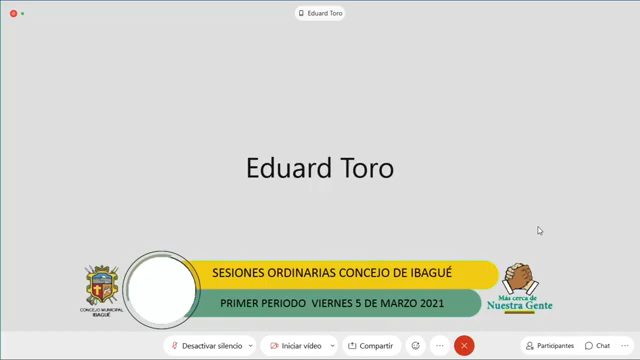 Eduard Toro
Eduard Toro
SESIONES ORDINARIAS CONCEJO DE IBAGUÉ
PRIMER PERIODO VIERNES 5 DE MARZO 2021
CONCEJO MUNICIPAL
IBAGUÉ
Más cerca de
Nuestra Gente
Desactivar silencio
Iniciar vídeo
Compartir
Participantes
Chat